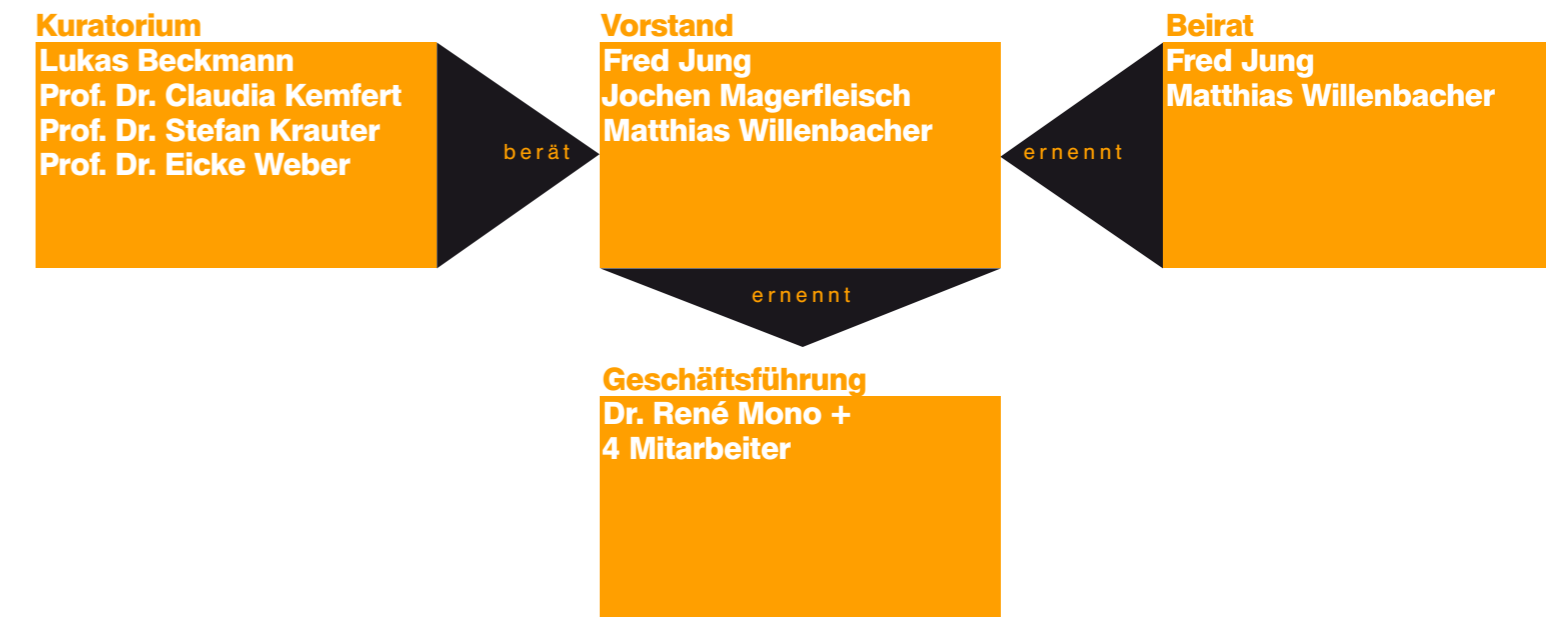 Kuratorium
Lukas Beckmann
Prof. Dr. Claudia Kemfert
Prof. Dr. Stefan Krauter
Prof. Dr. Eicke Weber
berät
Vorstand
Fred Jung
Jochen Magerfleisch
Matthias Willenbacher
ernennt
Beirat
Fred Jung
Matthias Willenbacher
ernennt
Geschäftsführung
Dr. René Mono +
4 Mitarbeiter